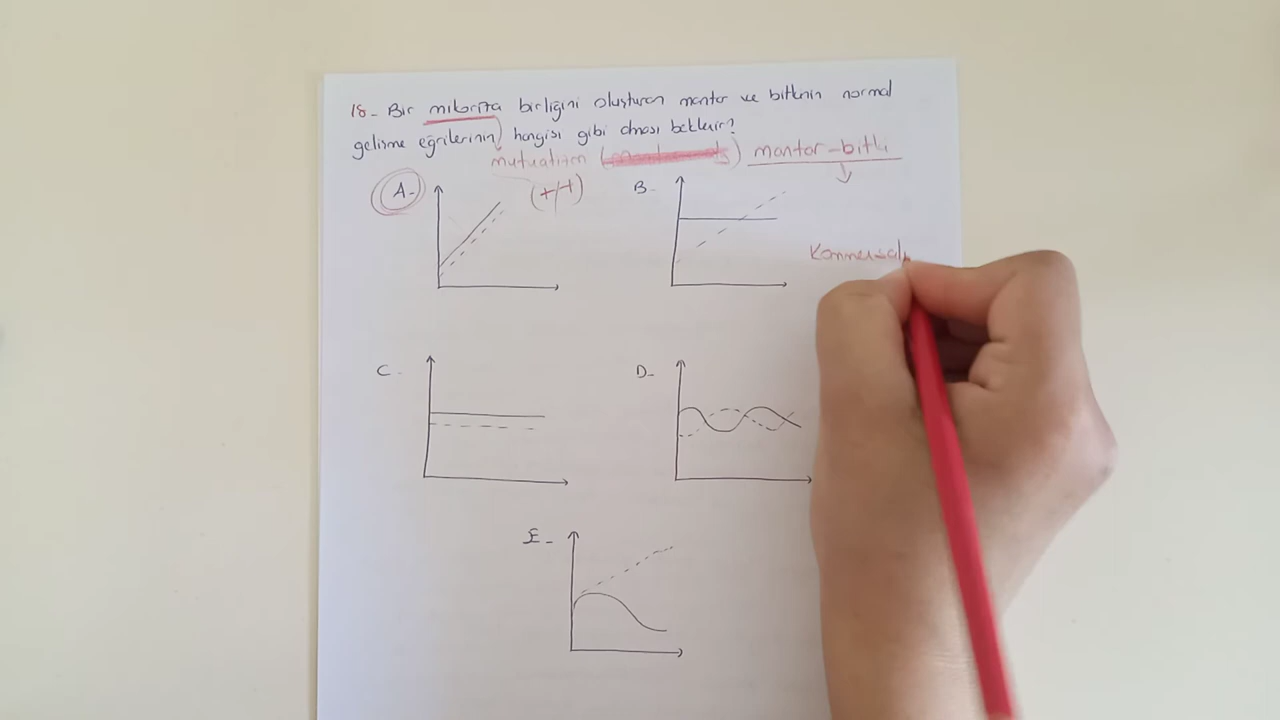 18- Bir mikoriza birliğini oluşturan mantar ve bitkinin normal
gelişme eğrilerinin hangisi gibi olması beklenir?
mutualizm ( ) mantar-bitki
(+/+)
A-
B-
Kommensal
C-
D-
E-